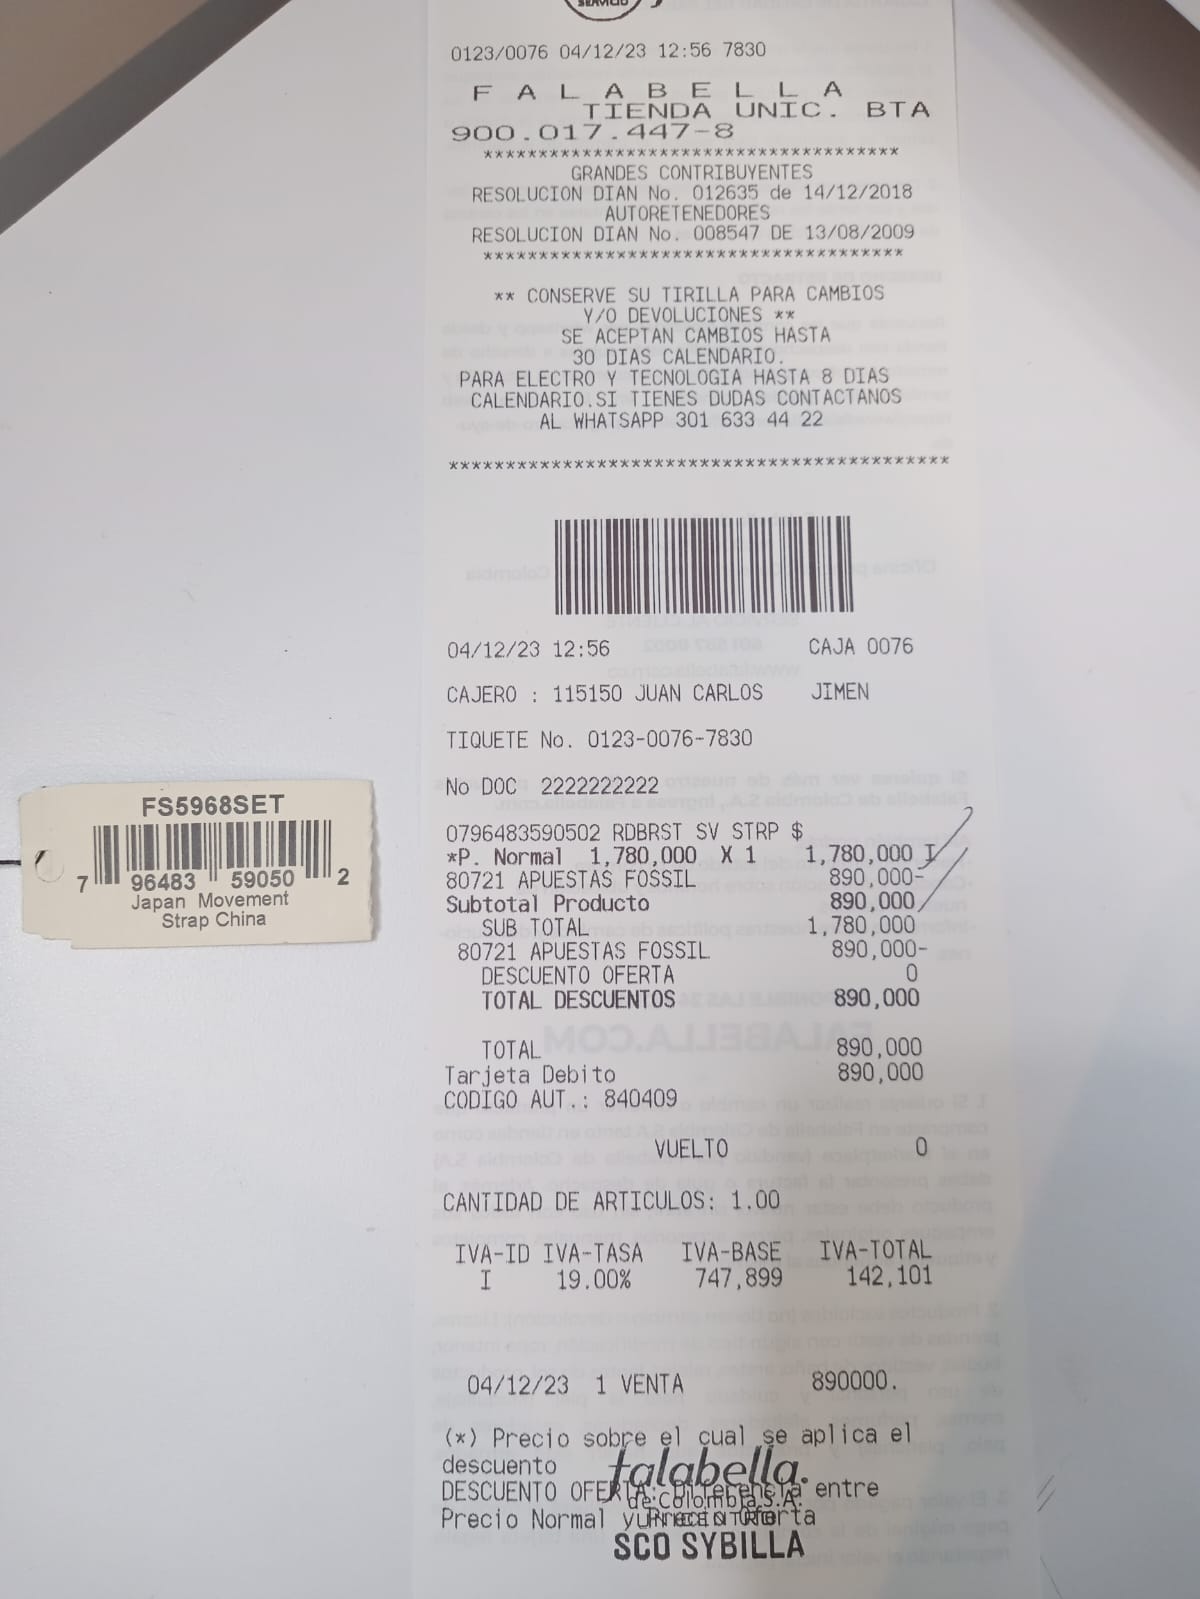 SERVICIO
0123/0076 04/12/23 12:56 7830
F A L A B E L L A
TIENDA UNIC. BTA
900.017.447-8
*************************************
GRANDES CONTRIBUYENTES
RESOLUCION DIAN No. 012635 de 14/12/2018
AUTORETENEDORES
RESOLUCION DIAN No. 008547 DE 13/08/2009
*************************************
** CONSERVE SU TIRILLA PARA CAMBIOS
Y/O DEVOLUCIONES **
SE ACEPTAN CAMBIOS HASTA
30 DIAS CALENDARIO.
PARA ELECTRO Y TECNOLOGIA HASTA 8 DIAS
CALENDARIO.SI TIENES DUDAS CONTACTANOS
AL WHATSAPP 301 633 44 22
********************************************
04/12/23 12:56 CAJA 0076
CAJERO : 115150 JUAN CARLOS JIMEN
TIQUETE No. 0123-0076-7830
No DOC 2222222222
0796483590502 RDBRST SV STRP $
*P. Normal 1,780,000 X 1 1,780,000 I
80721 APUESTAS FOSSIL 890,000-
Subtotal Producto 890,000
SUB TOTAL 1,780,000
80721 APUESTAS FOSSIL 890,000-
DESCUENTO OFERTA 0
TOTAL DESCUENTOS 890,000
TOTAL 890,000
Tarjeta Debito 890,000
CODIGO AUT.: 840409
VUELTO 0
CANTIDAD DE ARTICULOS: 1.00
IVA-ID IVA-TASA IVA-BASE IVA-TOTAL
I 19.00% 747,899 142,101
04/12/23 1 VENTA 890000.
(*) Precio sobre el cual se aplica el
descuento
DESCUENTO OFERTA: Diferencia entre
Precio Normal y Precio Oferta
falabella.
de Colombia S.A.
SCO SYBILLA
FS5968SET
7 96483 59050 2
Japan Movement
Strap China